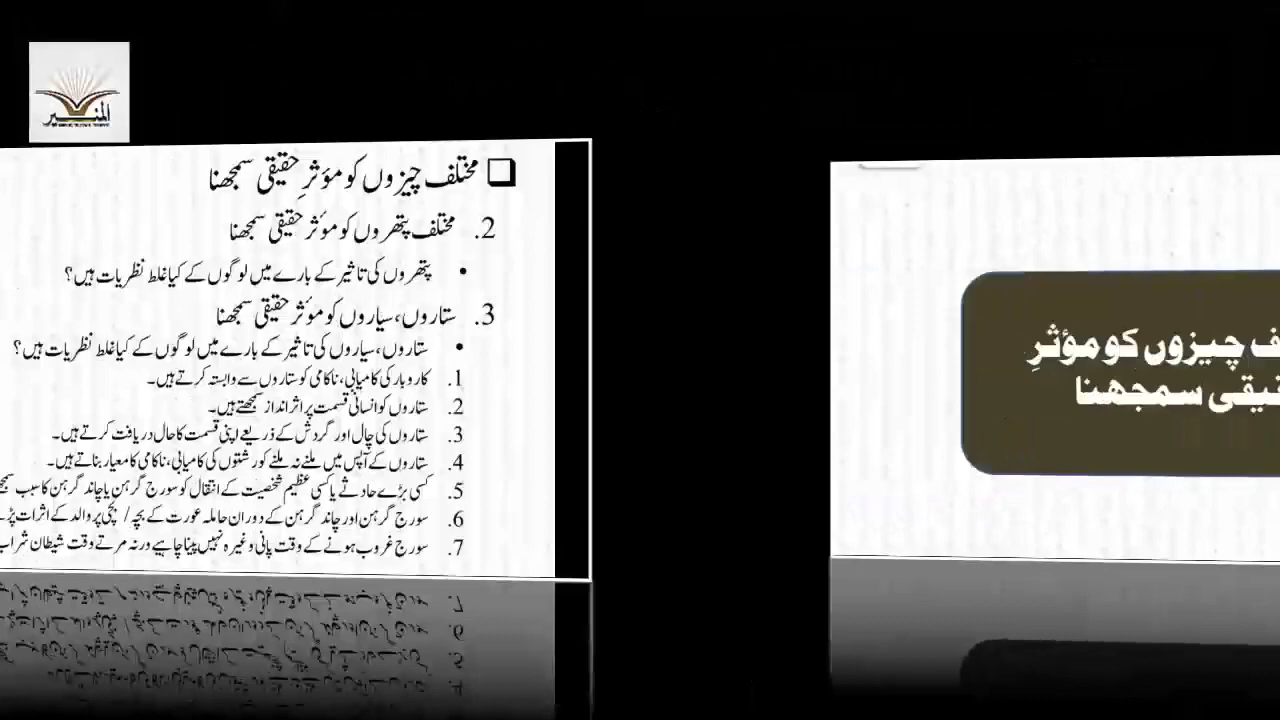 المنیر
❑ مختلف چیزوں کو مؤثرِ حقیقی سمجھنا
2. مختلف پتھروں کو مؤثر حقیقی سمجھنا
• پتھروں کی تاثیر کے بارے میں لوگوں کے کیا غلط نظریات ہیں؟
3. ستاروں، سیاروں کو مؤثر حقیقی سمجھنا
• ستاروں، سیاروں کی تاثیر کے بارے میں لوگوں کے کیا غلط نظریات ہیں؟
1. کاروبار کی کامیابی، ناکامی کو ستاروں سے وابستہ کرتے ہیں۔
2. ستاروں کو انسانی قسمت پر اثر انداز سمجھتے ہیں۔
3. ستاروں کی چال اور گردش کے ذریعے اپنی قسمت کا حال دریافت کرتے ہیں۔
4. ستاروں کے آپس میں ملنے نہ ملنے کو رشتوں کی کامیابی، ناکامی کا معیار بناتے ہیں۔
5. کسی بڑے حادثے یا کسی عظیم شخصیت کے انتقال کو سورج گرہن یا چاند گرہن کا سبب
6. سورج گرہن اور چاند گرہن کے دوران حاملہ عورت کے بچہ / بچی پر والد کے اثرات
7. سورج غروب ہونے کے وقت پانی وغیرہ نہیں پینا چاہیے ورنہ مرتے وقت شیطان
چیزوں کو مؤثرِ
سمجھنا